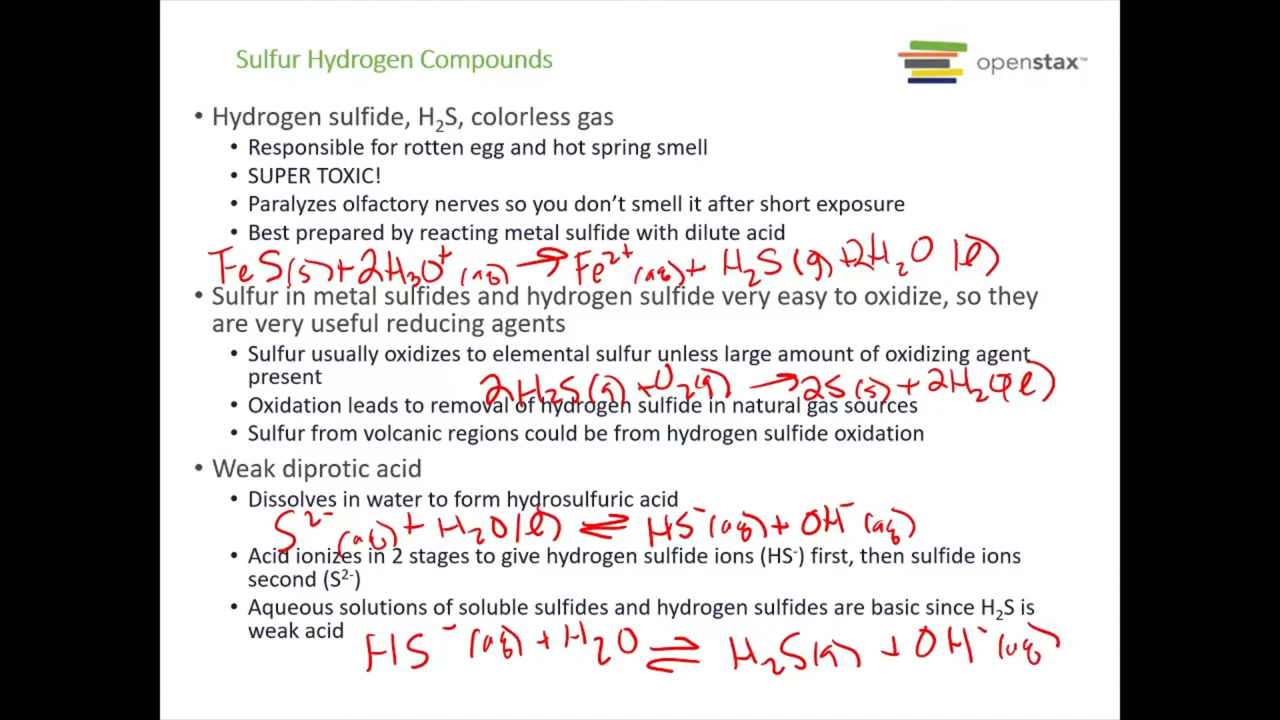 Sulfur Hydrogen Compounds
openstax™
• Hydrogen sulfide, H₂S, colorless gas
• Responsible for rotten egg and hot spring smell
• SUPER TOXIC!
• Paralyzes olfactory nerves so you don't smell it after short exposure
• Best prepared by reacting metal sulfide with dilute acid
FeS(s)+2H₃O⁺(aq) → Fe²⁺(aq) + H₂S(g)+2H₂O (l)
• Sulfur in metal sulfides and hydrogen sulfide very easy to oxidize, so they
are very useful reducing agents
• Sulfur usually oxidizes to elemental sulfur unless large amount of oxidizing agent
present
2H₂S(g) +O₂(g) → 2S(s) + 2H₂O(l)
• Oxidation leads to removal of hydrogen sulfide in natural gas sources
• Sulfur from volcanic regions could be from hydrogen sulfide oxidation
• Weak diprotic acid
• Dissolves in water to form hydrosulfuric acid
S²⁻(aq) + H₂O(l) ⇌ HS⁻(aq) + OH⁻(aq)
• Acid ionizes in 2 stages to give hydrogen sulfide ions (HS⁻) first, then sulfide ions
second (S²⁻)
• Aqueous solutions of soluble sulfides and hydrogen sulfides are basic since H₂S is
weak acid
HS⁻(aq) + H₂O ⇌ H₂S(g) + OH⁻(aq)